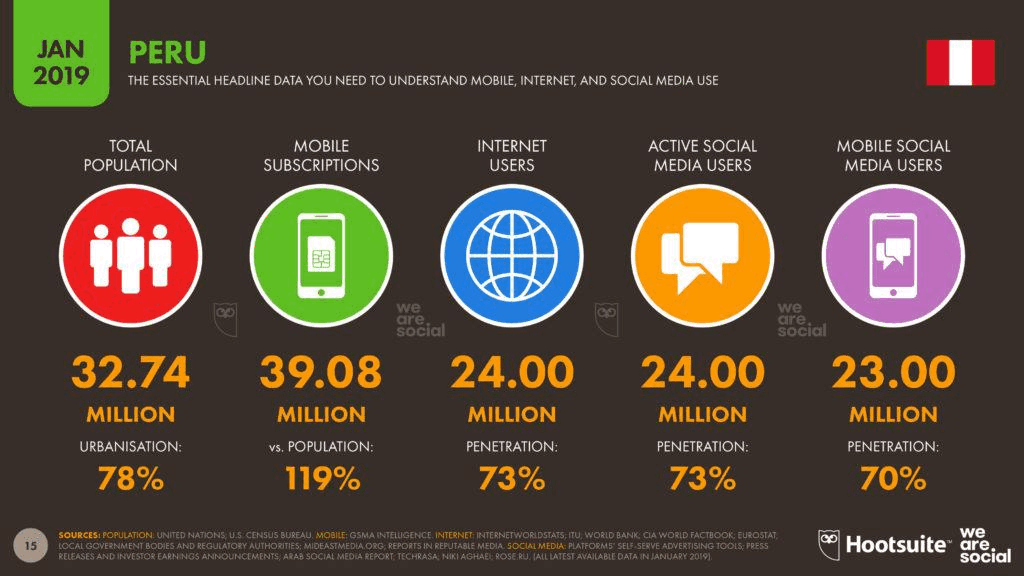 JAN
2019
PERU
THE ESSENTIAL HEADLINE DATA YOU NEED TO UNDERSTAND MOBILE, INTERNET, AND SOCIAL MEDIA USE
TOTAL
POPULATION
MOBILE
SUBSCRIPTIONS
INTERNET
USERS
ACTIVE SOCIAL
MEDIA USERS
MOBILE SOCIAL
MEDIA USERS
we
are
social
we
are
social
32.74
MILLION
URBANISATION:
78%
39.08
MILLION
vs. POPULATION:
119%
24.00
MILLION
PENETRATION:
73%
24.00
MILLION
PENETRATION:
73%
23.00
MILLION
PENETRATION:
70%
15
SOURCES: POPULATION: UNITED NATIONS; U.S. CENSUS BUREAU. MOBILE: GSMA INTELLIGENCE. INTERNET: INTERNETWORLDSTATS; ITU; WORLD BANK; CIA WORLD FACTBOOK; EUROSTAT;
LOCAL GOVERNMENT BODIES AND REGULATORY AUTHORITIES; MIDEASTMEDIA.ORG; REPORTS IN REPUTABLE MEDIA. SOCIAL MEDIA: PLATFORMS' SELF-SERVE ADVERTISING TOOLS; PRESS
RELEASES AND INVESTOR EARNINGS ANNOUNCEMENTS; ARAB SOCIAL MEDIA REPORT; TECHRASA; NIKI AGHAEI; ROSE.RU. (ALL LATEST AVAILABLE DATA IN JANUARY 2019).
Hootsuite™
we
are
social